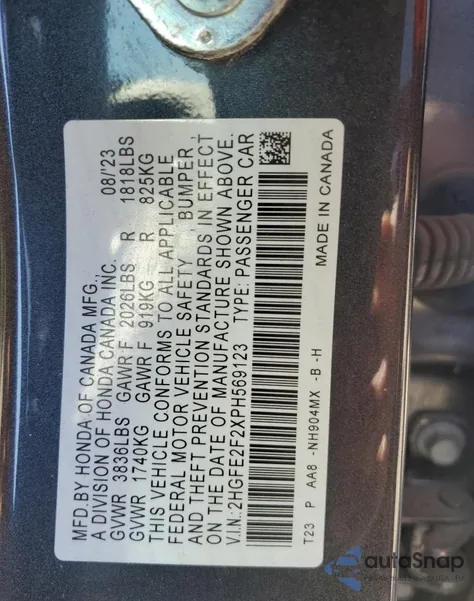 MFD.BY HONDA OF CANADA MFG.,
A DIVISION OF HONDA CANADA INC. 08/'23
GVWR 3836LBS GAWR F 2026LBS R 1818LBS
GVWR 1740KG GAWR F 919KG R 825KG
THIS VEHICLE CONFORMS TO ALL APPLICABLE
FEDERAL MOTOR VEHICLE SAFETY BUMPER,
AND THEFT PREVENTION STANDARDS IN EFFECT
ON THE DATE OF MANUFACTURE SHOWN ABOVE.
V.I.N.:2HGFE2F2XPH569123 TYPE: PASSENGER CAR
T23 P AA8 -NH904MX -B -H MADE IN CANADA
autoSnap